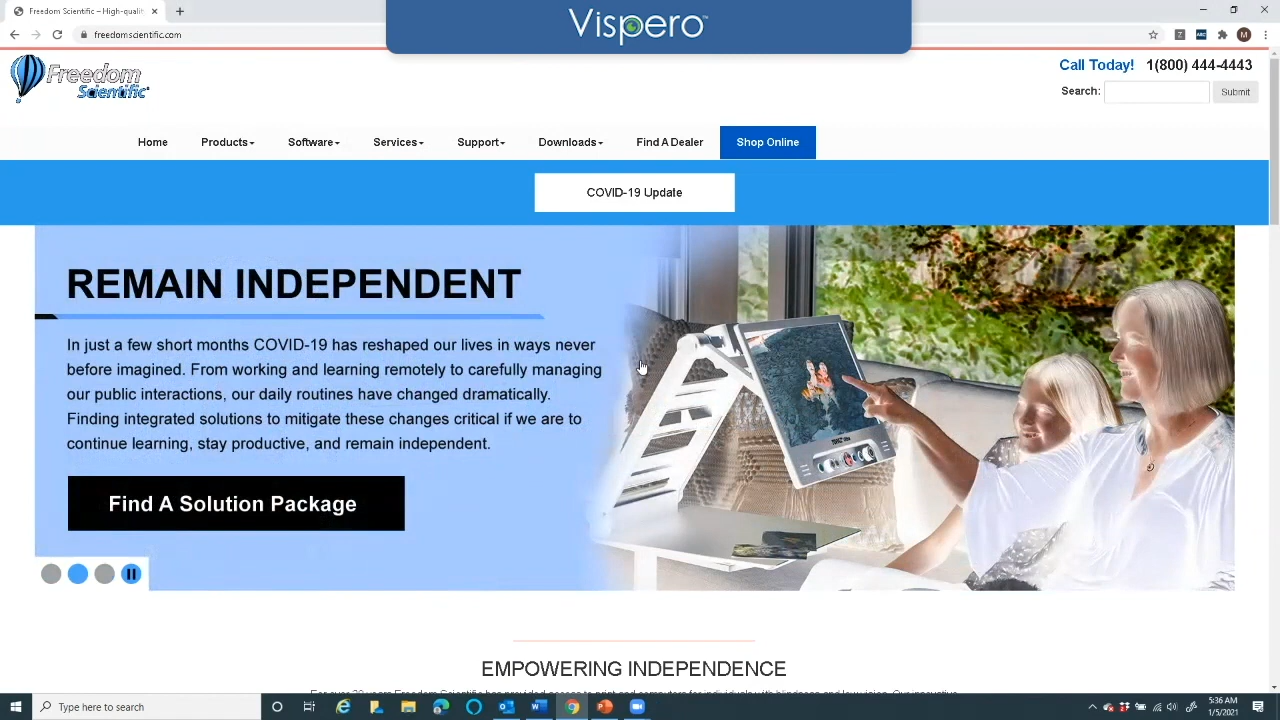 Freedom Scientific - High-qualit
Vispero™
freedomscientific.com
Freedom
Scientific
Call Today! 1(800) 444-4443
Search:
Submit
Home
Products
Software
Services
Support
Downloads
Find A Dealer
Shop Online
COVID-19 Update
REMAIN INDEPENDENT
In just a few short months COVID-19 has reshaped our lives in ways never
before imagined. From working and learning remotely to carefully managing
our public interactions, our daily routines have changed dramatically.
Finding integrated solutions to mitigate these changes critical if we are to
continue learning, stay productive, and remain independent.
Find A Solution Package
EMPOWERING INDEPENDENCE
Type here to search
5:36 AM
1/5/2021